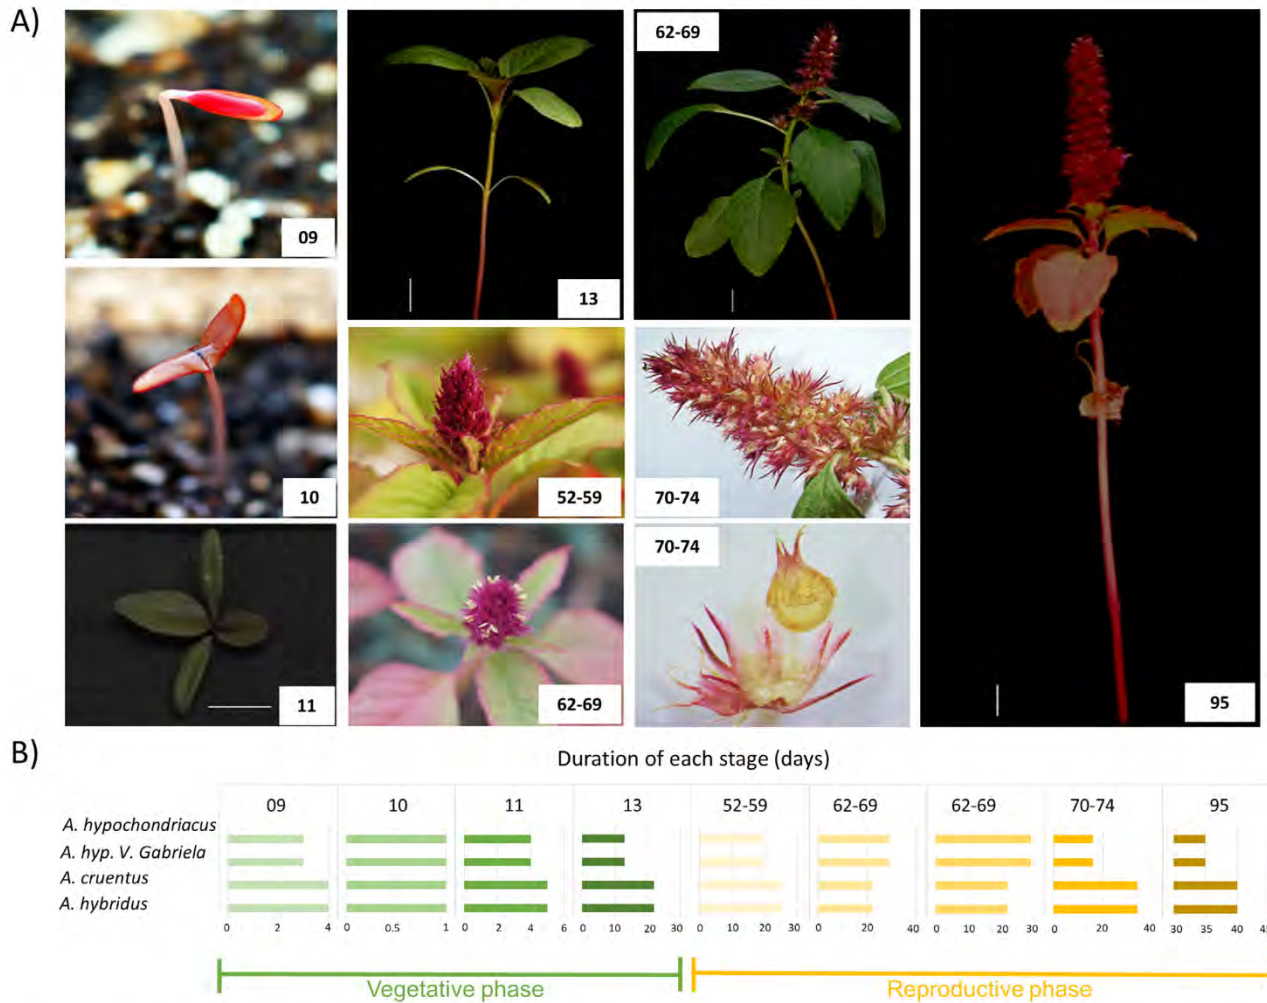 A)
09
13
62-69
10
52-59
70-74
11
62-69
70-74
95
B)
Duration of each stage (days)
09 10 11 13 52-59 62-69 62-69 70-74 95
A. hypochondriacus
A. hyp. V. Gabriela
A. cruentus
A. hybridus
0 2 4 0 0.5 1 0 2 4 6 0 10 20 30 0 10 20 30 0 20 40 0 20 40 0 20 40 30 35 40 45
Vegetative phase Reproductive phase